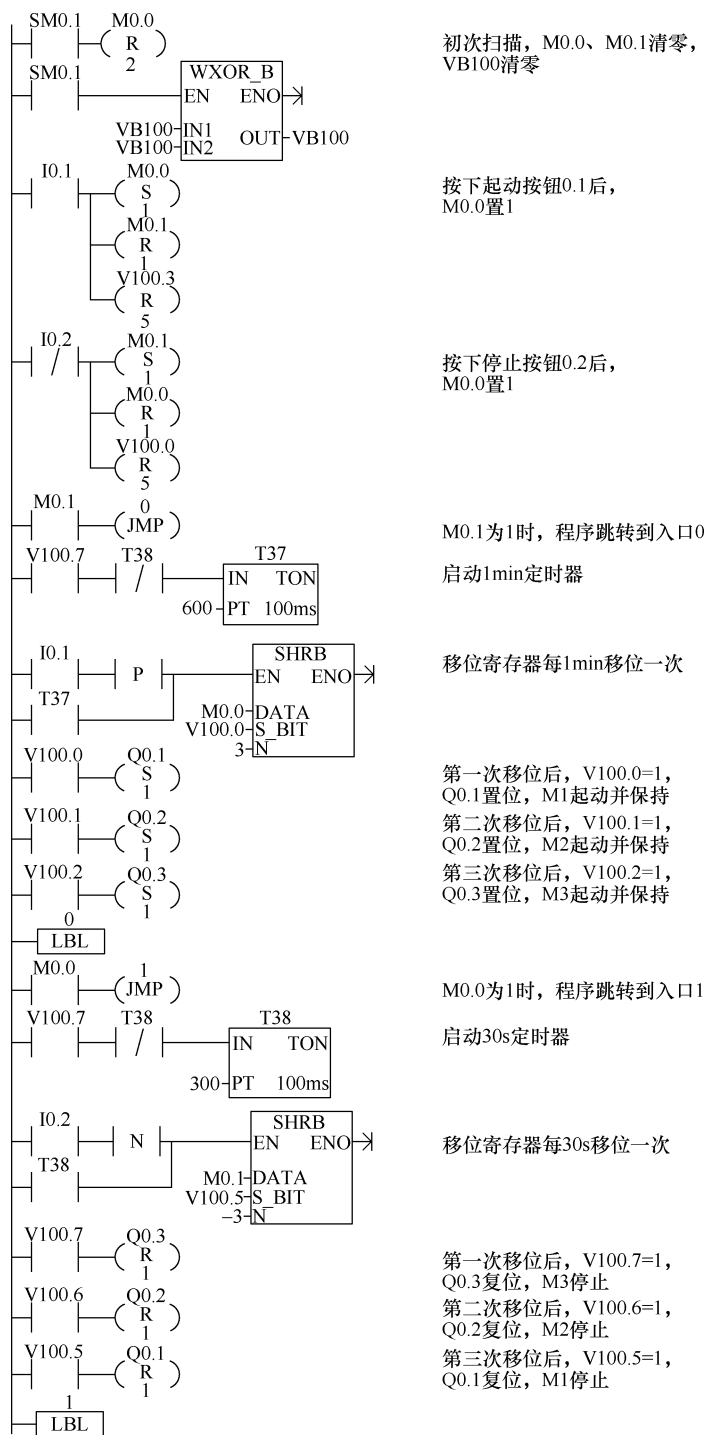 SM0.1 M0.0
R
2
初次扫描，M0.0、M0.1清零，
VB100清零
SM0.1
WXOR_B
EN ENO
VB100 IN1
VB100 IN2
OUT VB100
I0.1 M0.0
S
1
M0.1
R
1
V100.3
R
5
按下起动按钮0.1后，
M0.0置1
I0.2 M0.1
/ S
1
M0.0
R
1
V100.0
R
5
按下停止按钮0.2后，
M0.0置1
M0.1 0
JMP
M0.1为1时，程序跳转到入口0
V100.7 T38 T37
/ IN TON
600 PT 100ms
启动1min定时器
I0.1 SHRB
P EN ENO
T37
M0.0 DATA
V100.0 S_BIT
3 N
移位寄存器每1min移位一次
V100.0 Q0.1
S
1
第一次移位后，V100.0=1，
Q0.1置位，M1起动并保持
V100.1 Q0.2
S
1
第二次移位后，V100.1=1，
Q0.2置位，M2起动并保持
V100.2 Q0.3
S
1
第三次移位后，V100.2=1，
Q0.3置位，M3起动并保持
0
LBL
M0.0 1
JMP
M0.0为1时，程序跳转到入口1
V100.7 T38 T38
/ IN TON
300 PT 100ms
启动30s定时器
I0.2 SHRB
N EN ENO
T38
M0.1 DATA
V100.5 S_BIT
–3 N
移位寄存器每30s移位一次
V100.7 Q0.3
R
1
第一次移位后，V100.7=1，
Q0.3复位，M3停止
V100.6 Q0.2
R
1
第二次移位后，V100.6=1，
Q0.2复位，M2停止
V100.5 Q0.1
R
1
第三次移位后，V100.5=1，
Q0.1复位，M1停止
1
LBL